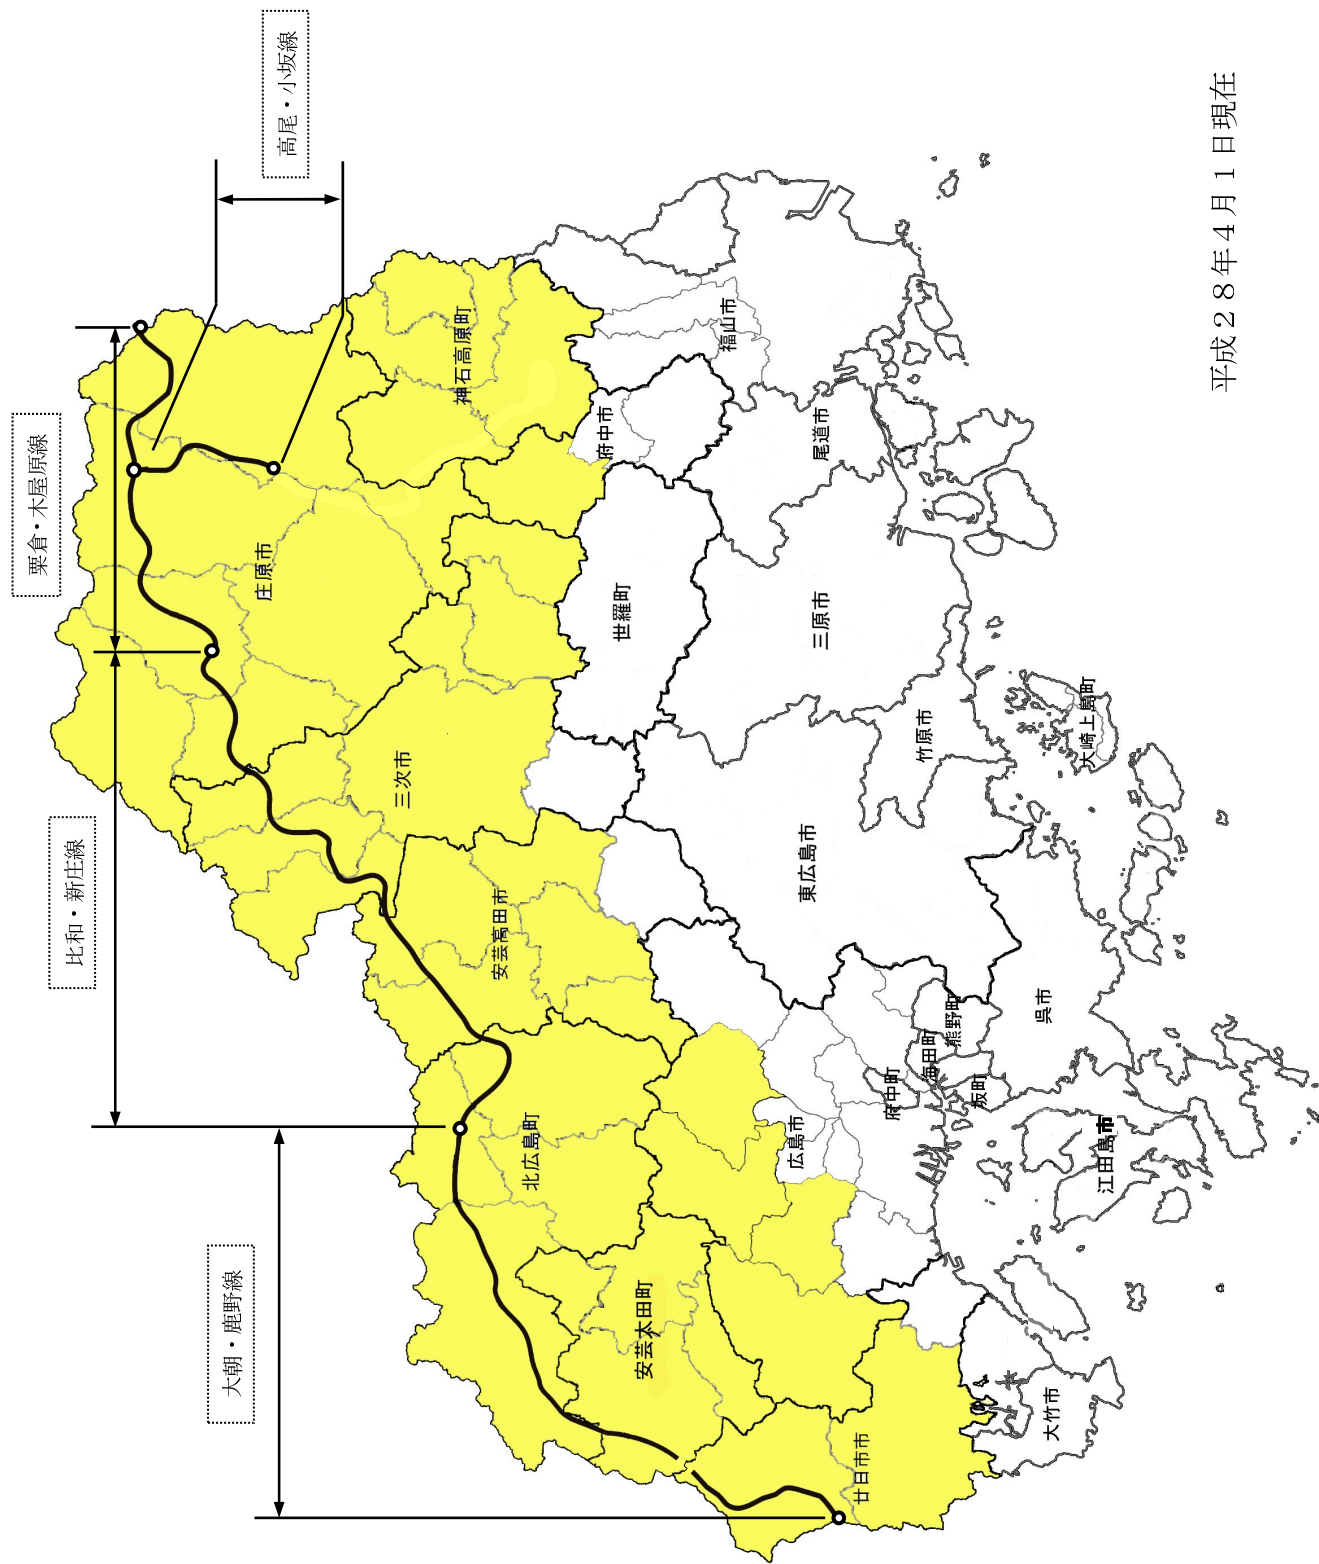 大朝・鹿野線
比和・新庄線
粟倉・木屋原線
高尾・小坂線
庄原市
神石高原町
三次市
安芸高田市
北広島町
安芸太田町
廿日市市
府中市
福山市
世羅町
尾道市
三原市
東広島市
竹原市
大崎上島町
広島市
府中町
海田町
熊野町
坂町
呉市
江田島市
大竹市
平成28年4月1日現在